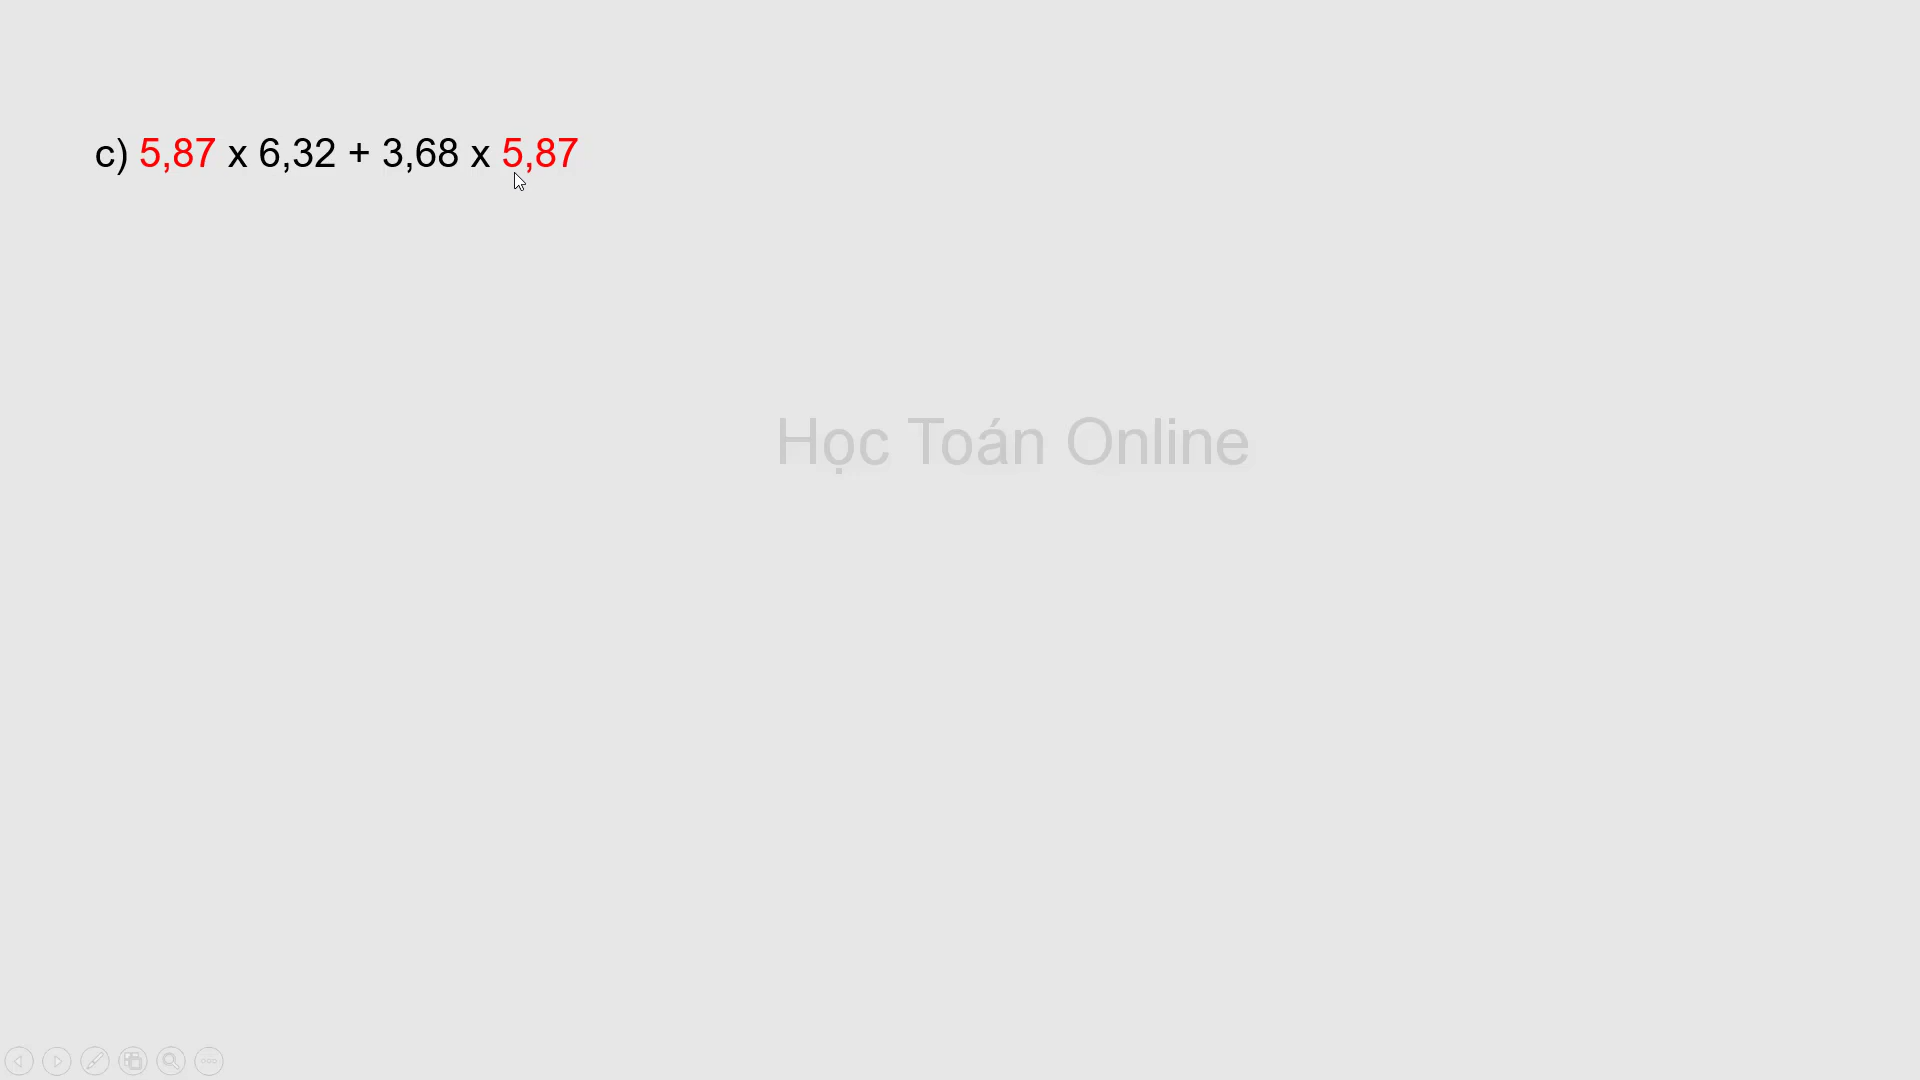 c) 5,87 x 6,32 + 3,68 x 5,87
Học Toán Online